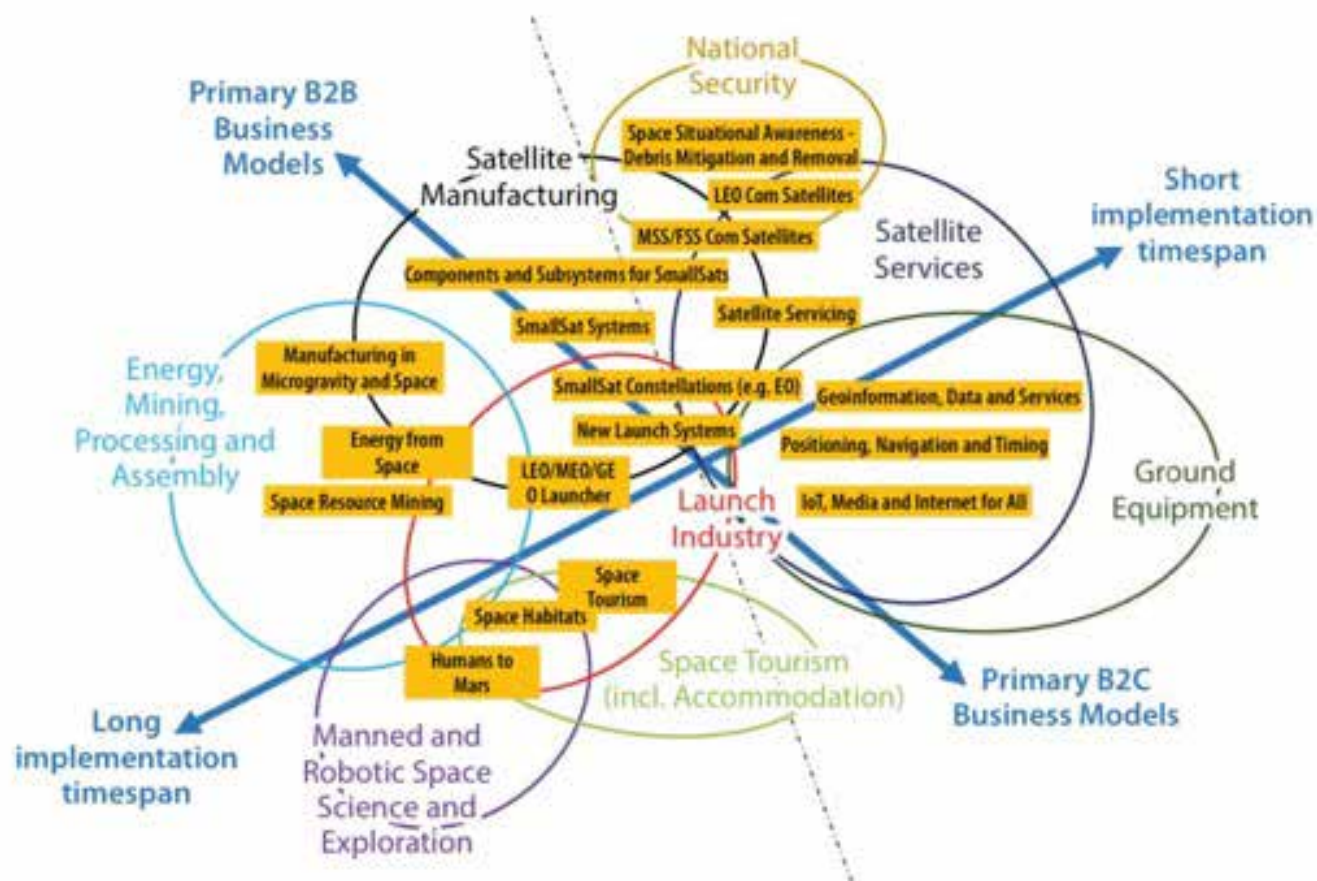 National
Security
Primary B2B
Business
Models
Space Situational Awareness -
Debris Mitigation and Removal
Satellite
Manufacturing
LEO Com Satellites
Short
implementation
timespan
MSS/FSS Com Satellites
Satellite
Services
Components and Subsystems for SmallSats
SmallSat Systems
Satellite Servicing
Manufacturing in
Microgravity and Space
Energy,
Mining,
Processing and
Assembly
SmallSat Constellations (e.g. EO)
Geoinformation, Data and Services
New Launch Systems
Positioning, Navigation and Timing
Energy from
Space
LEO/MEO/GE
O Launcher
Space Resource Mining
Launch
Industry
IoT, Media and Internet for All
Ground
Equipment
Space
Tourism
Space Habitats
Humans to
Mars
Space Tourism
(incl. Accommodation)
Primary B2C
Business Models
Long
implementation
timespan
Manned and
Robotic Space
Science and
Exploration